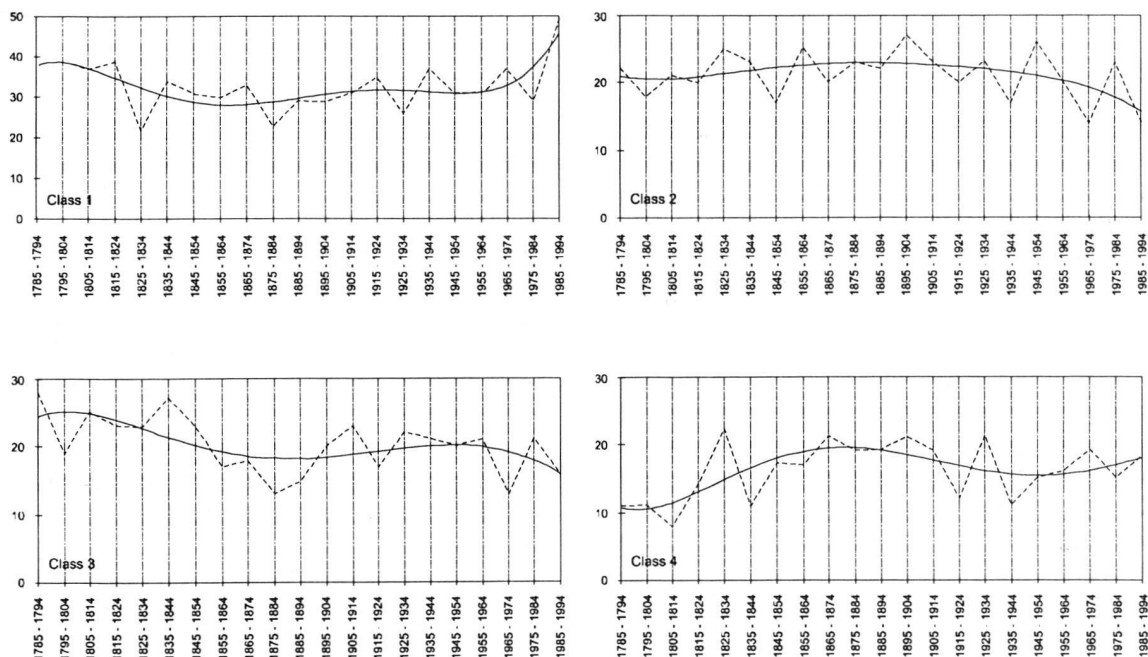 50
40
30
20
10
0
Class 1
1785 - 1794
1795 - 1804
1805 - 1814
1815 - 1824
1825 - 1834
1835 - 1844
1845 - 1854
1855 - 1864
1865 - 1874
1875 - 1884
1885 - 1894
1895 - 1904
1905 - 1914
1915 - 1924
1925 - 1934
1935 - 1944
1945 - 1954
1955 - 1964
1965 - 1974
1975 - 1984
1985 - 1994
30
20
10
0
Class 2
1785 - 1794
1795 - 1804
1805 - 1814
1815 - 1824
1825 - 1834
1835 - 1844
1845 - 1854
1855 - 1864
1865 - 1874
1875 - 1884
1885 - 1894
1895 - 1904
1905 - 1914
1915 - 1924
1925 - 1934
1935 - 1944
1945 - 1954
1955 - 1964
1965 - 1974
1975 - 1984
1985 - 1994
30
20
10
0
Class 3
1785 - 1794
1795 - 1804
1805 - 1814
1815 - 1824
1825 - 1834
1835 - 1844
1845 - 1854
1855 - 1864
1865 - 1874
1875 - 1884
1885 - 1894
1895 - 1904
1905 - 1914
1915 - 1924
1925 - 1934
1935 - 1944
1945 - 1954
1955 - 1964
1965 - 1974
1975 - 1984
1985 - 1994
30
20
10
0
Class 4
1785 - 1794
1795 - 1804
1805 - 1814
1815 - 1824
1825 - 1834
1835 - 1844
1845 - 1854
1855 - 1864
1865 - 1874
1875 - 1884
1885 - 1894
1895 - 1904
1905 - 1914
1915 - 1924
1925 - 1934
1935 - 1944
1945 - 1954
1955 - 1964
1965 - 1974
1975 - 1984
1985 - 1994